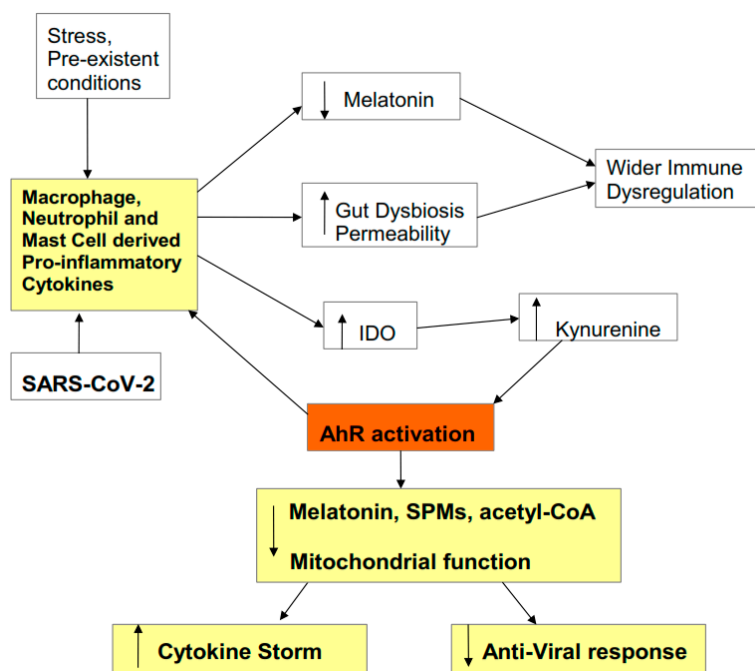 Stress,
Pre-existent
conditions
Melatonin
Wider Immune
Dysregulation
Macrophage,
Neutrophil and
Mast Cell derived
Pro-inflammatory
Cytokines
Gut Dysbiosis
Permeability
IDO
Kynurenine
SARS-CoV-2
AhR activation
Melatonin, SPMs, acetyl-CoA
Mitochondrial function
Cytokine Storm
Anti-Viral response